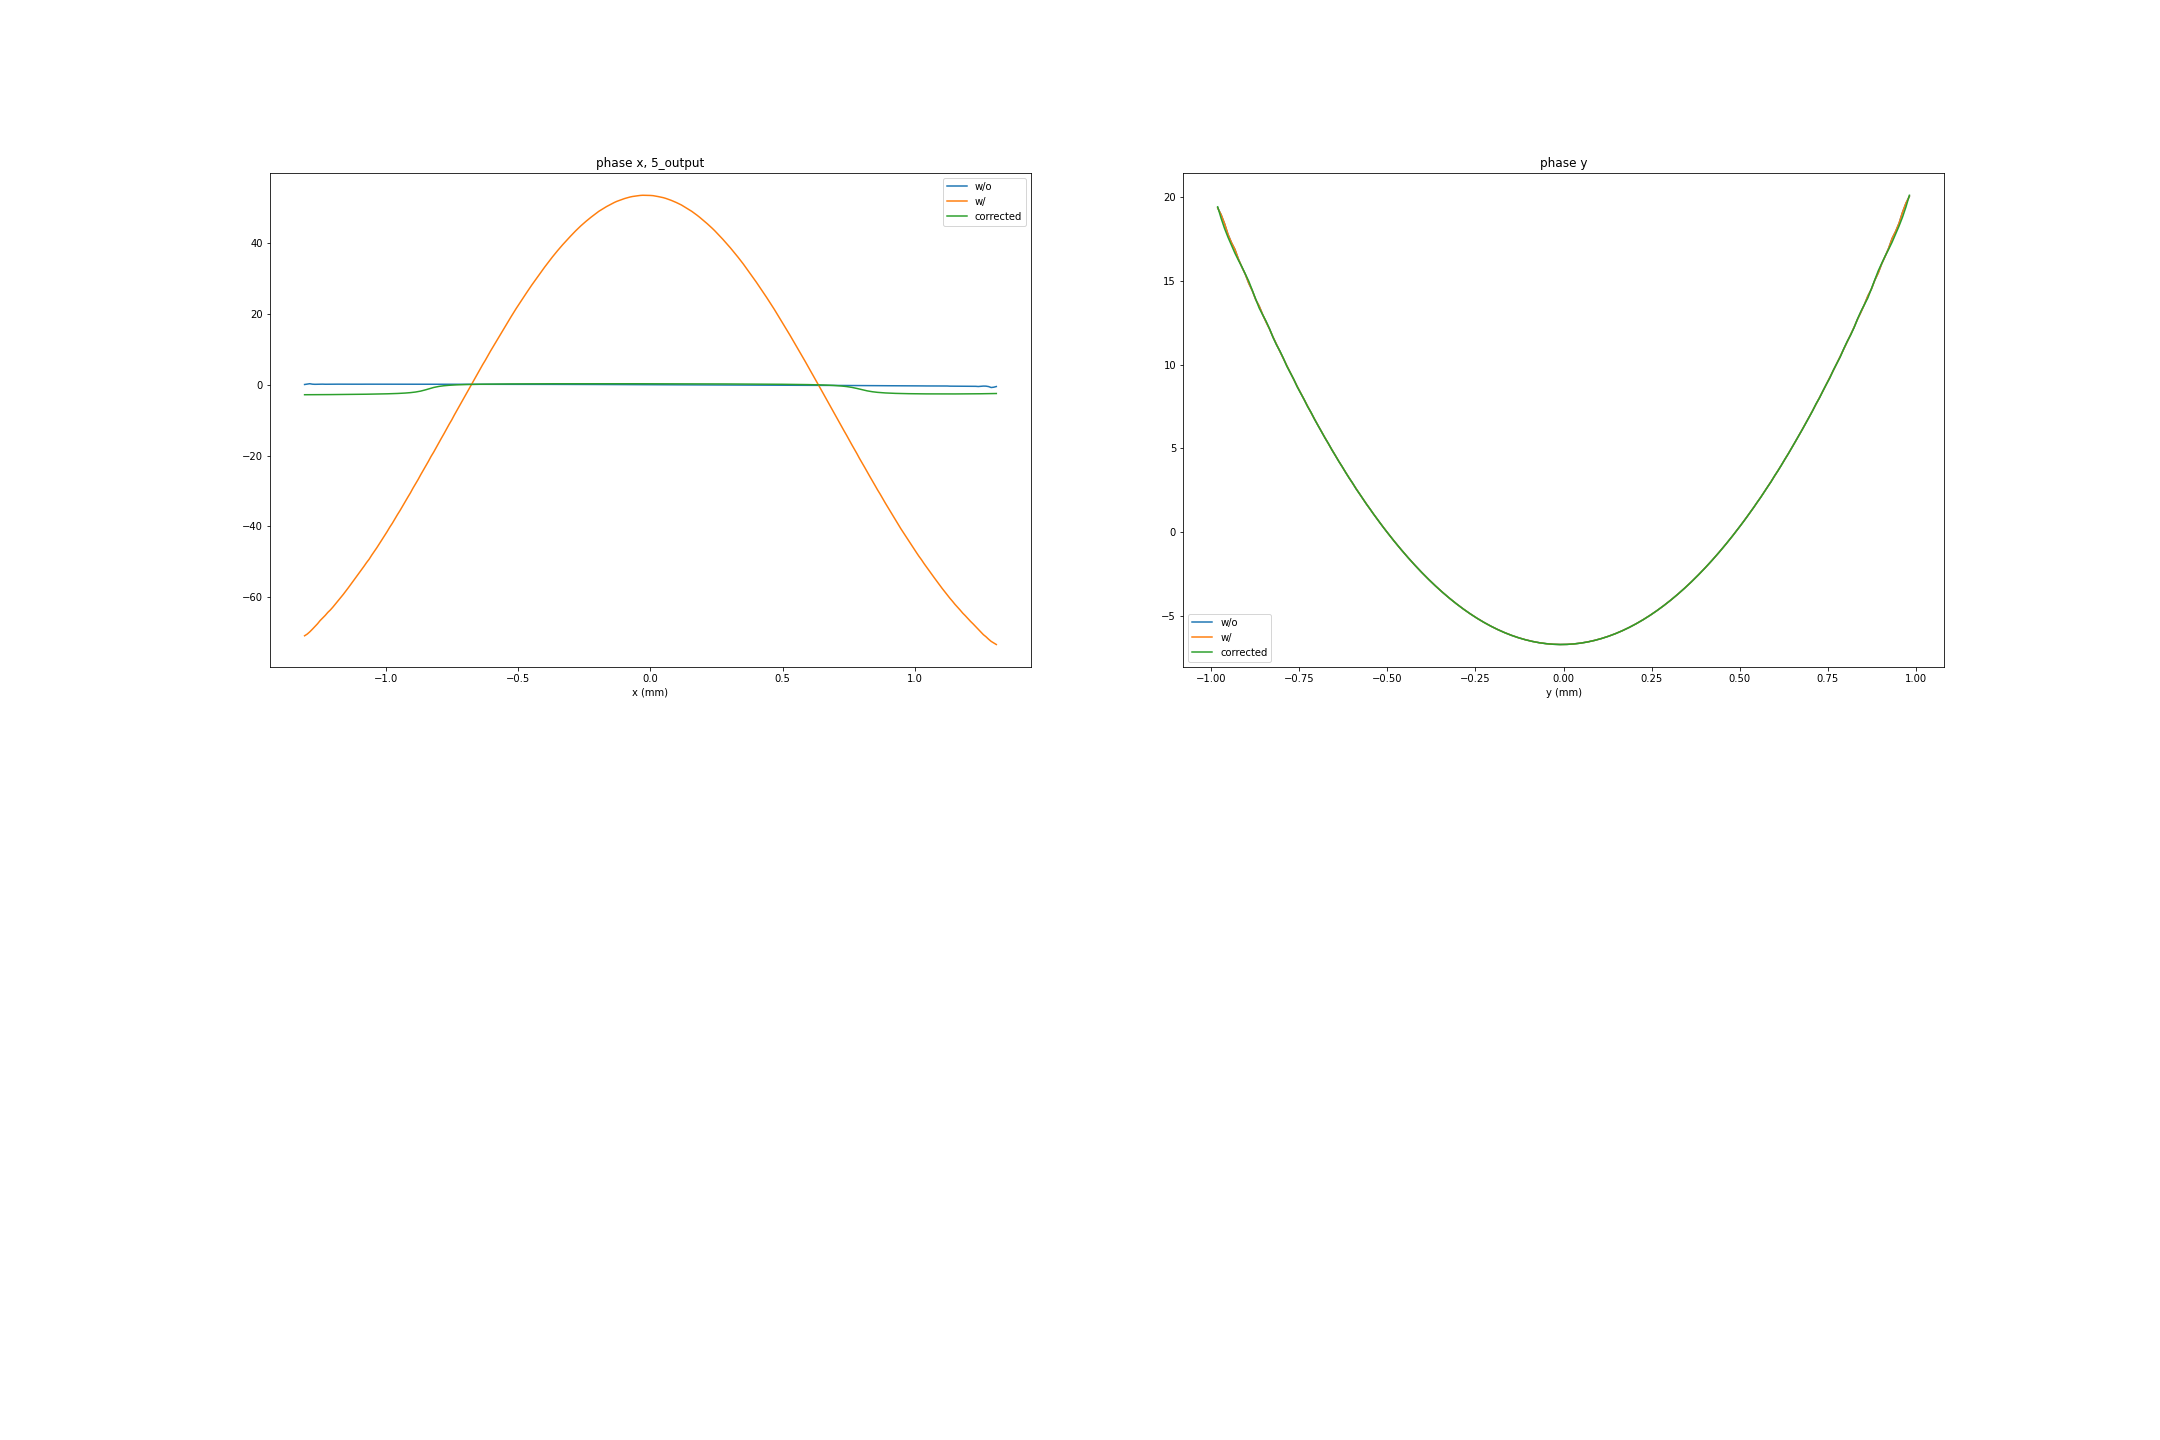 phase x, 5_output
w/o
w/
corrected
40
20
0
−20
−40
−60
−1.0 −0.5 0.0 0.5 1.0
x (mm)
phase y
20
15
10
5
0
−5
w/o
w/
corrected
−1.00 −0.75 −0.50 −0.25 0.00 0.25 0.50 0.75 1.00
y (mm)